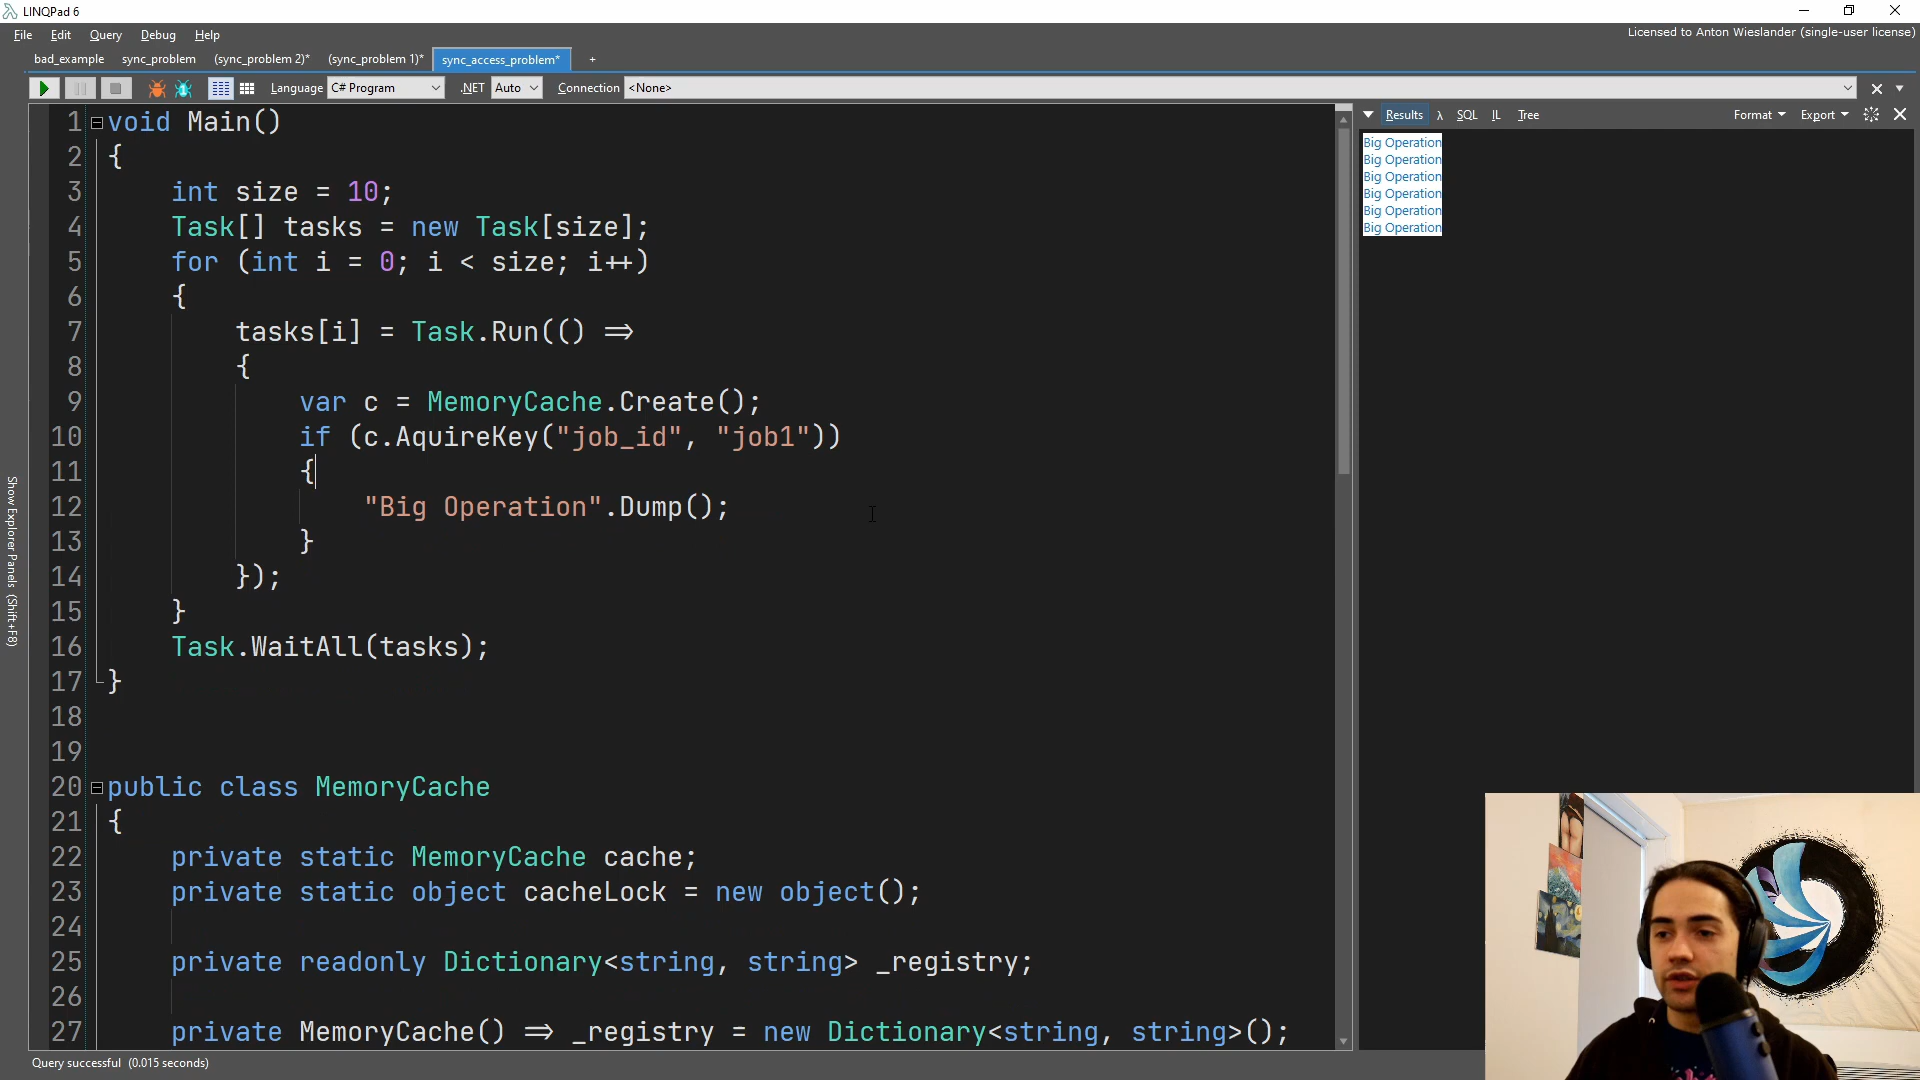 LINQPad 6
File Edit Query Debug Help
Licensed to Anton Wieslander (single-user license)
bad_example sync_problem (sync_problem 2)* (sync_problem 1)* sync_access_problem* +
Language C# Program .NET Auto Connection <None>
Results λ SQL IL Tree Format Export
Big Operation
Big Operation
Big Operation
Big Operation
Big Operation
Big Operation
Show Explorer Panels (Shift+F8)
1 void Main()
2 {
3 int size = 10;
4 Task[] tasks = new Task[size];
5 for (int i = 0; i < size; i++)
6 {
7 tasks[i] = Task.Run(() =>
8 {
9 var c = MemoryCache.Create();
10 if (c.AquireKey("job_id", "job1"))
11 {
12 "Big Operation".Dump();
13 }
14 });
15 }
16 Task.WaitAll(tasks);
17 }
18
19
20 public class MemoryCache
21 {
22 private static MemoryCache cache;
23 private static object cacheLock = new object();
24
25 private readonly Dictionary<string, string> _registry;
26
27 private MemoryCache() => _registry = new Dictionary<string, string>();
Query successful (0.015 seconds)